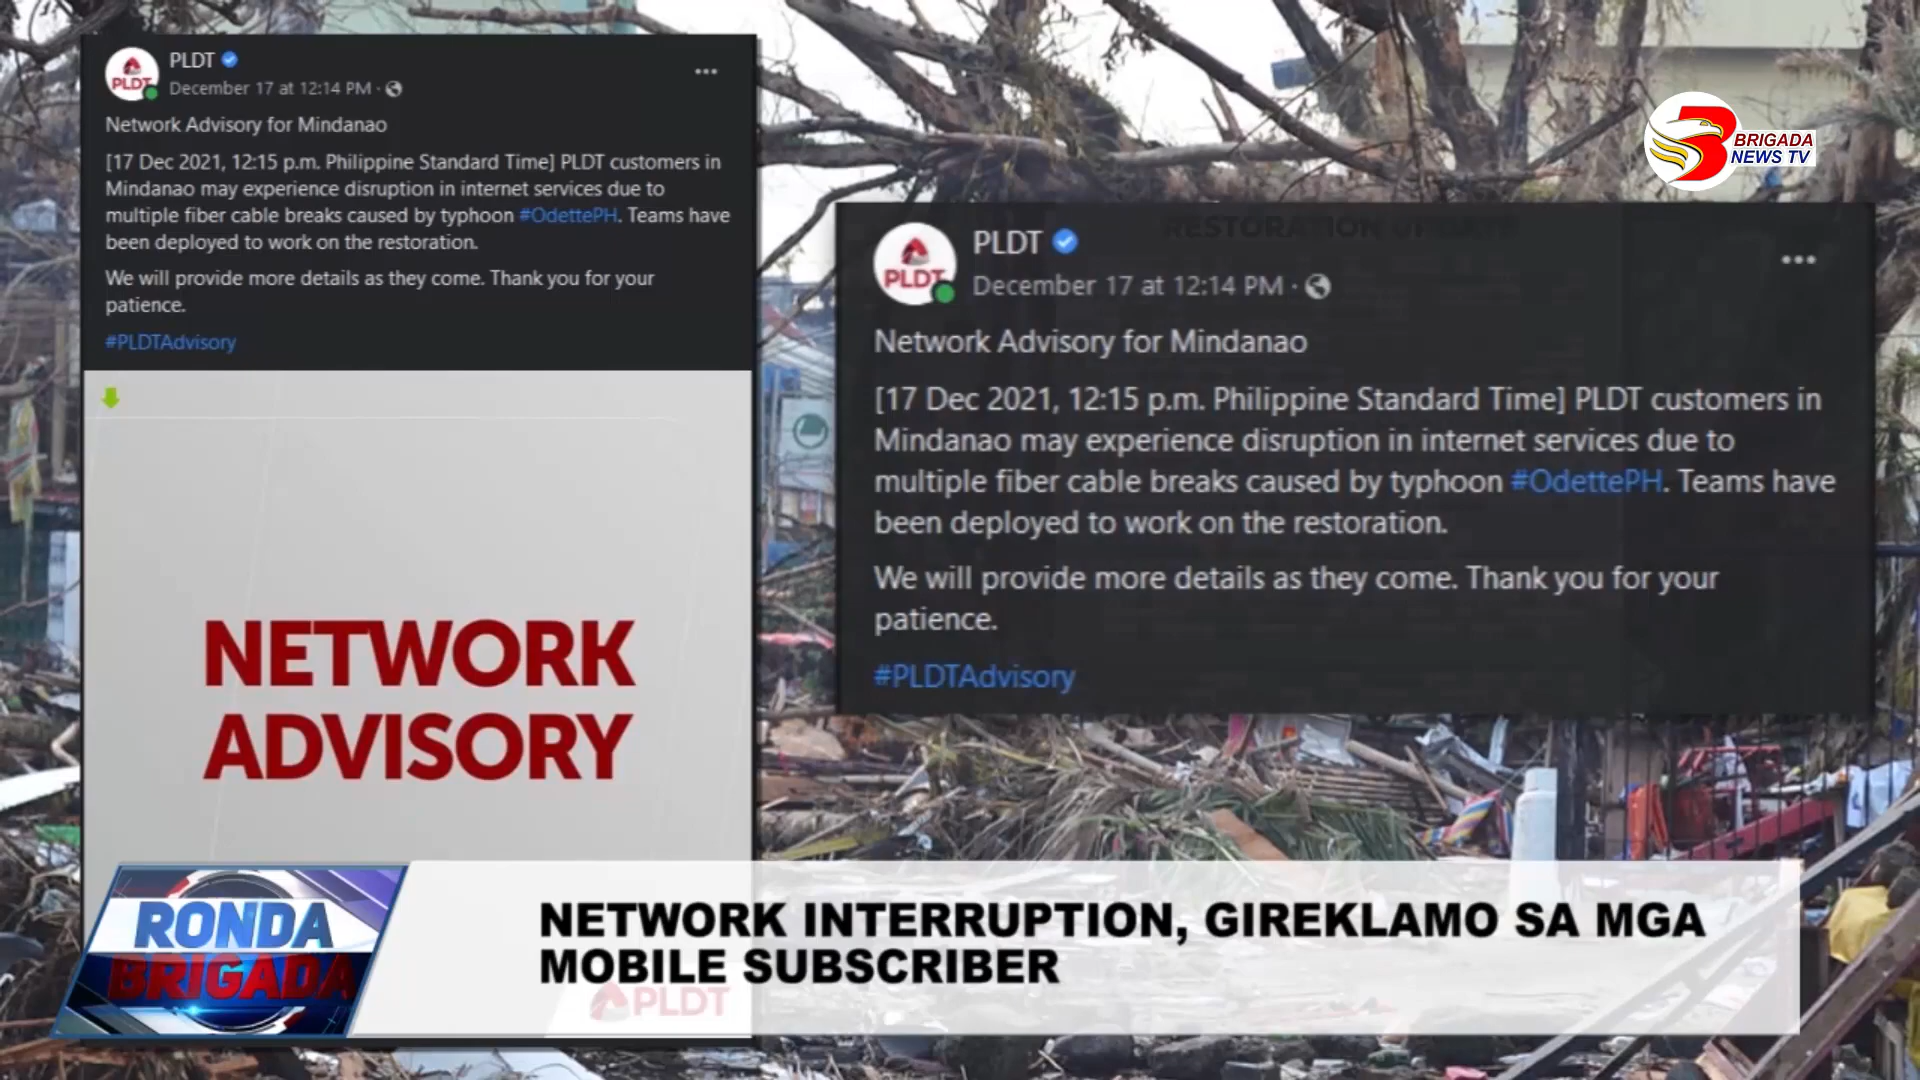 PLDT
December 17 at 12:14 PM ·
Network Advisory for Mindanao
[17 Dec 2021, 12:15 p.m. Philippine Standard Time] PLDT customers in
Mindanao may experience disruption in internet services due to
multiple fiber cable breaks caused by typhoon #OdettePH. Teams have
been deployed to work on the restoration.
We will provide more details as they come. Thank you for your
patience.
#PLDTAdvisory
PLDT
NETWORK
ADVISORY
PLDT
BRIGADA
NEWS TV
RESTORATION UPDATE
PLDT
December 17 at 12:14 PM ·
Network Advisory for Mindanao
[17 Dec 2021, 12:15 p.m. Philippine Standard Time] PLDT customers in
Mindanao may experience disruption in internet services due to
multiple fiber cable breaks caused by typhoon #OdettePH. Teams have
been deployed to work on the restoration.
We will provide more details as they come. Thank you for your
patience.
#PLDTAdvisory
PLDT
RONDA
BRIGADA
NETWORK INTERRUPTION, GIREKLAMO SA MGA
MOBILE SUBSCRIBER